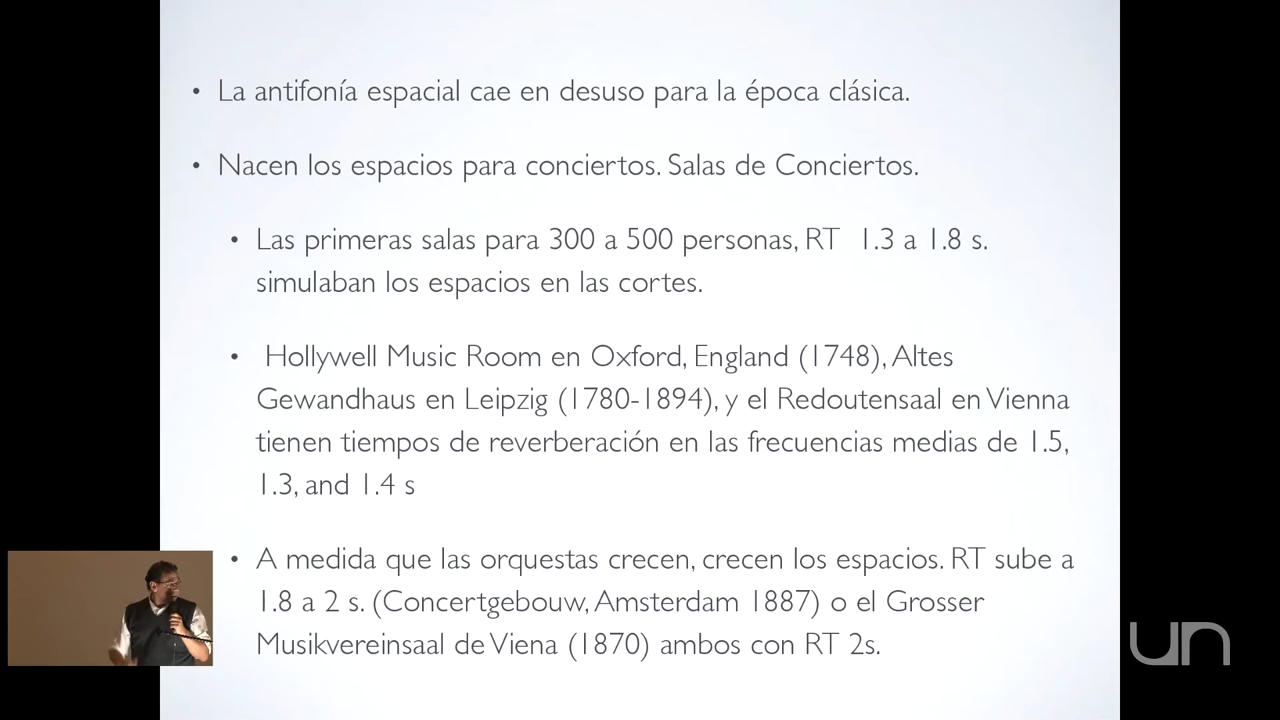 • La antifonía espacial cae en desuso para la época clásica.
• Nacen los espacios para conciertos. Salas de Conciertos.
• Las primeras salas para 300 a 500 personas, RT 1.3 a 1.8 s.
simulaban los espacios en las cortes.
• Hollywell Music Room en Oxford, England (1748), Altes
Gewandhaus en Leipzig (1780-1894), y el Redoutensaal en Vienna
tienen tiempos de reverberación en las frecuencias medias de 1.5,
1.3, and 1.4 s
• A medida que las orquestas crecen, crecen los espacios. RT sube a
1.8 a 2 s. (Concertgebouw, Amsterdam 1887) o el Grosser
Musikvereinsaal de Viena (1870) ambos con RT 2s.
un